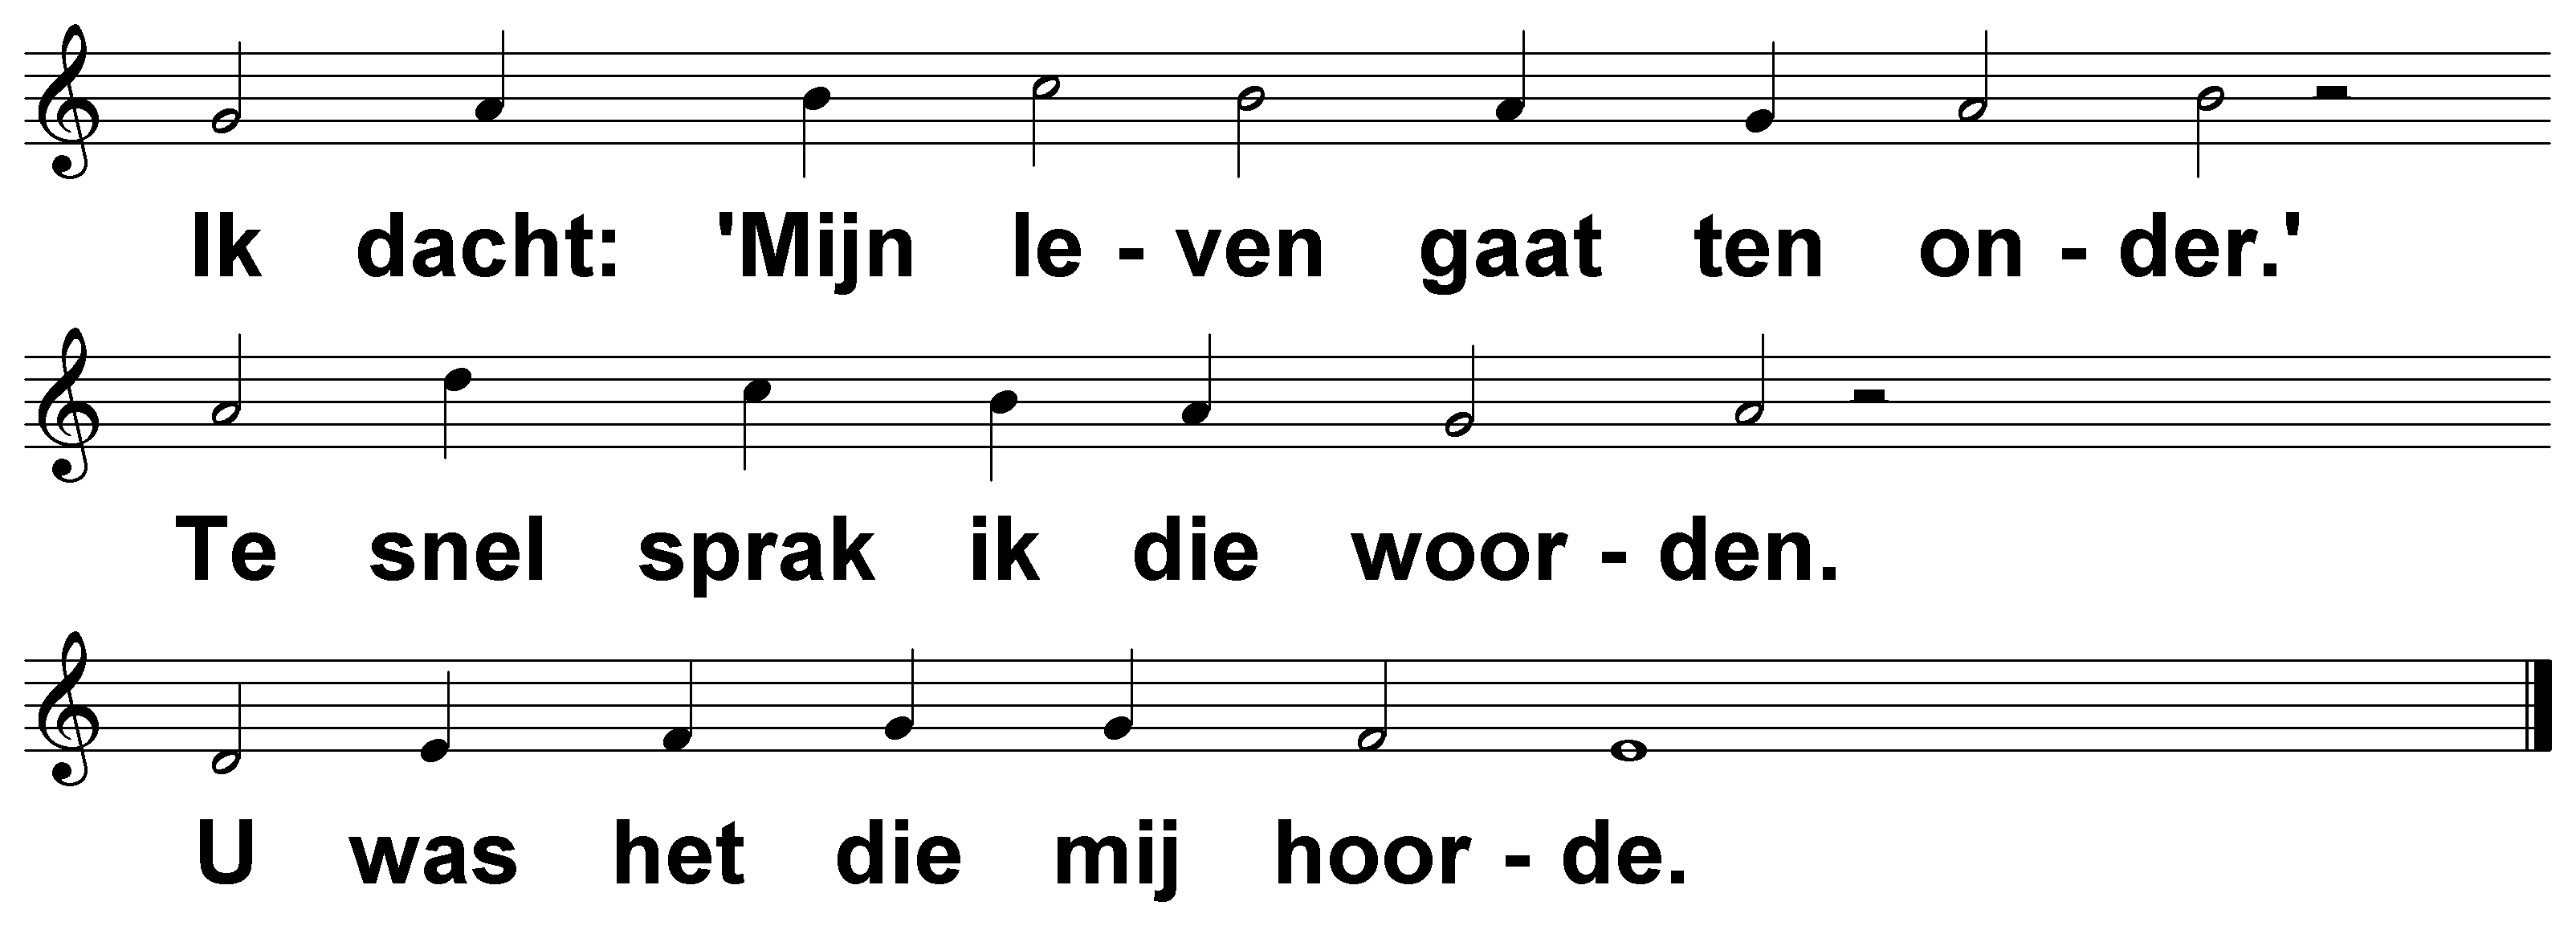 Ik dacht: 'Mijn le - ven gaat ten on - der.'
Te snel sprak ik die woor - den.
U was het die mij hoor - de.